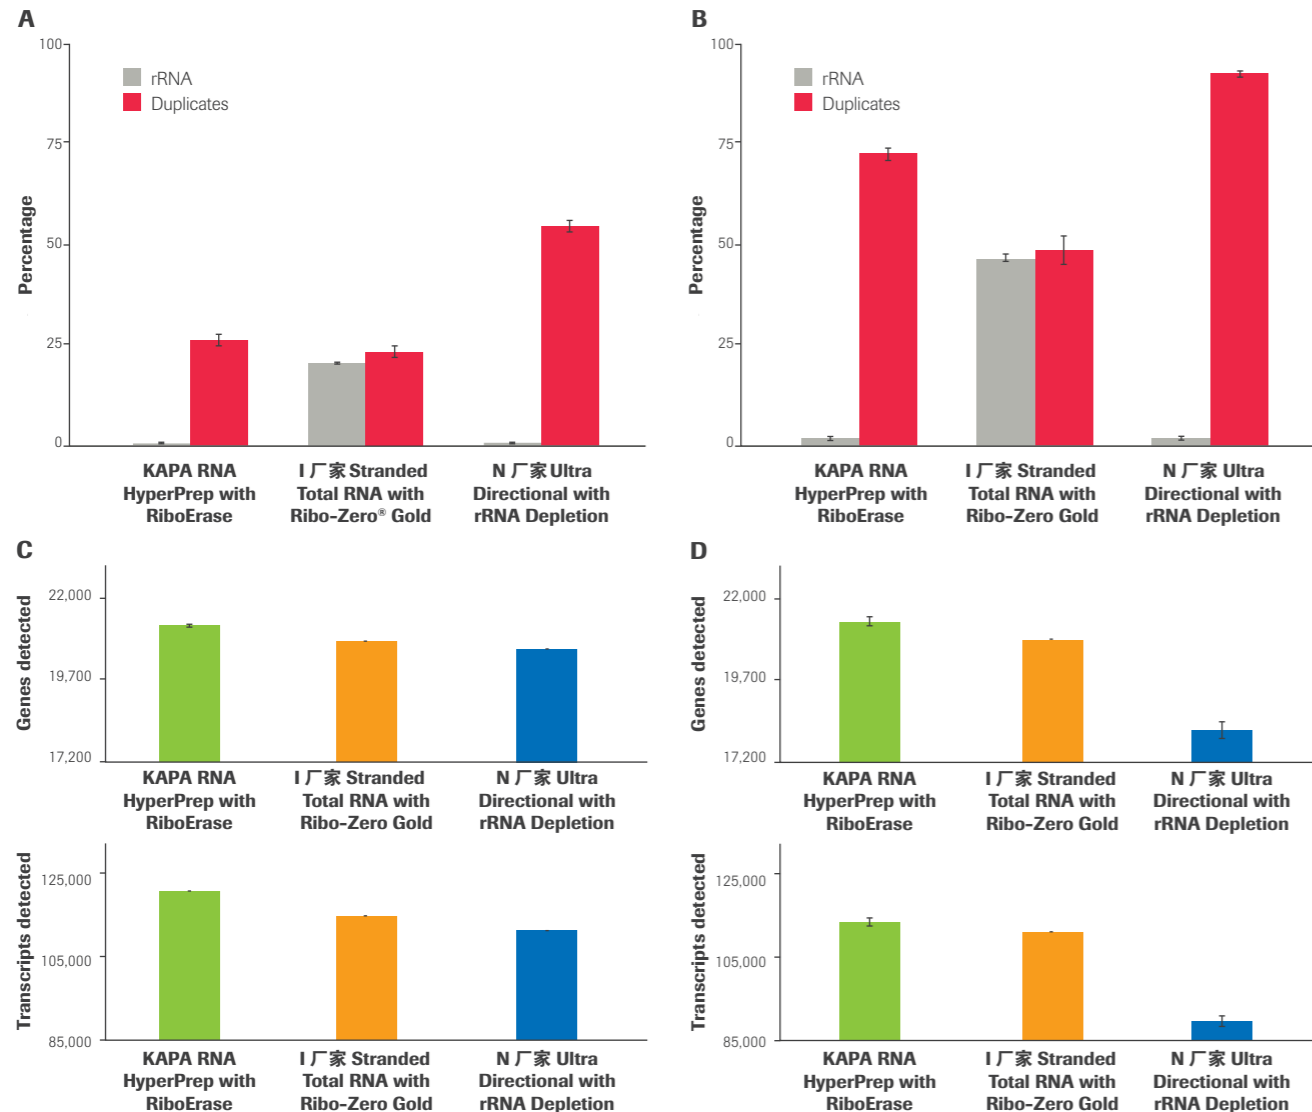 A
100
75
50
25
0
Percentage
rRNA
Duplicates
KAPA RNA
HyperPrep with
RiboErase
I 厂家 Stranded
Total RNA with
Ribo-Zero® Gold
N 厂家 Ultra
Directional with
rRNA Depletion
B
100
75
50
25
0
Percentage
rRNA
Duplicates
KAPA RNA
HyperPrep with
RiboErase
I 厂家 Stranded
Total RNA with
Ribo-Zero Gold
N 厂家 Ultra
Directional with
rRNA Depletion
C
Genes detected
22,000
19,700
17,200
KAPA RNA
HyperPrep with
RiboErase
I 厂家 Stranded
Total RNA with
Ribo-Zero Gold
N 厂家 Ultra
Directional with
rRNA Depletion
Transcripts detected
125,000
105,000
85,000
KAPA RNA
HyperPrep with
RiboErase
I 厂家 Stranded
Total RNA with
Ribo-Zero Gold
N 厂家 Ultra
Directional with
rRNA Depletion
D
Genes detected
22,000
19,700
17,200
KAPA RNA
HyperPrep with
RiboErase
I 厂家 Stranded
Total RNA with
Ribo-Zero Gold
N 厂家 Ultra
Directional with
rRNA Depletion
Transcripts detected
125,000
105,000
85,000
KAPA RNA
HyperPrep with
RiboErase
I 厂家 Stranded
Total RNA with
Ribo-Zero Gold
N 厂家 Ultra
Directional with
rRNA Depletion